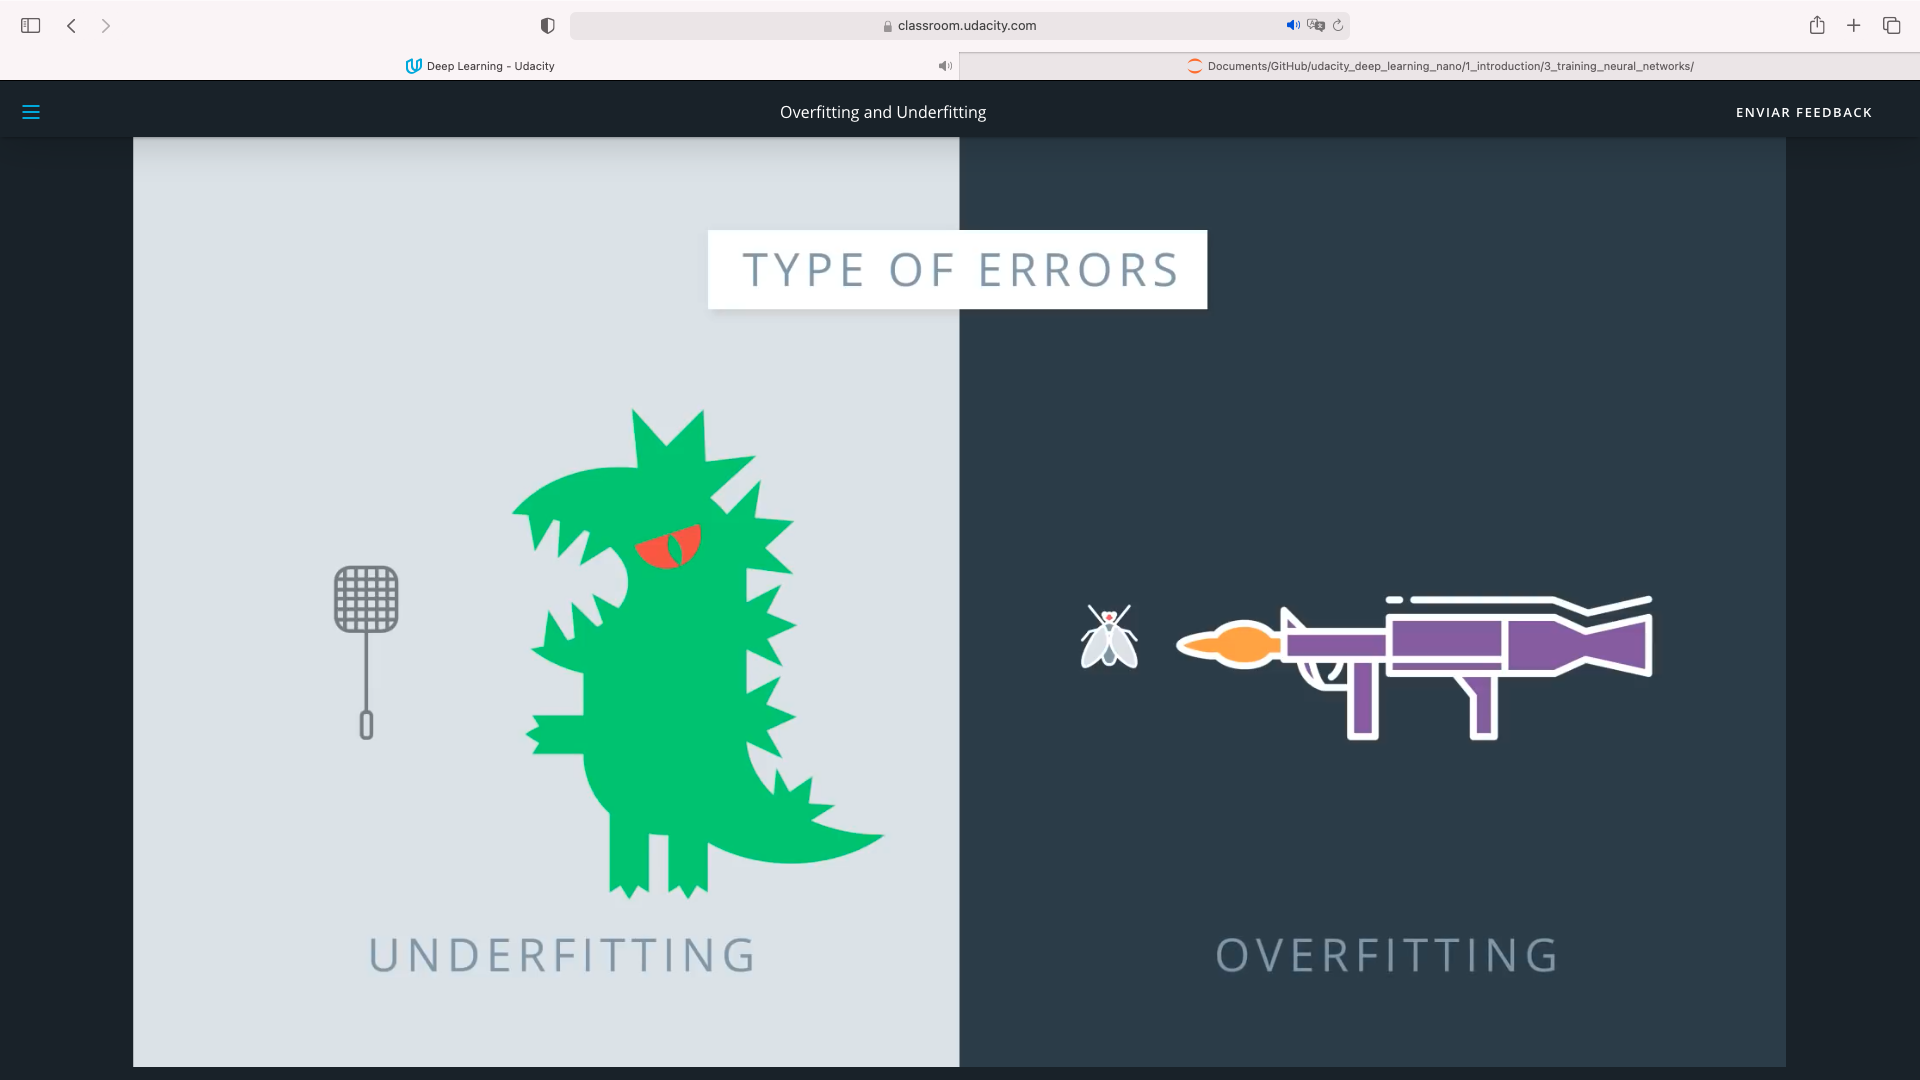 classroom.udacity.com
Deep Learning - Udacity
Documents/GitHub/udacity_deep_learning_nano/1_introduction/3_training_neural_networks/
Overfitting and Underfitting
ENVIAR FEEDBACK
TYPE OF ERRORS
UNDERFITTING
OVERFITTING